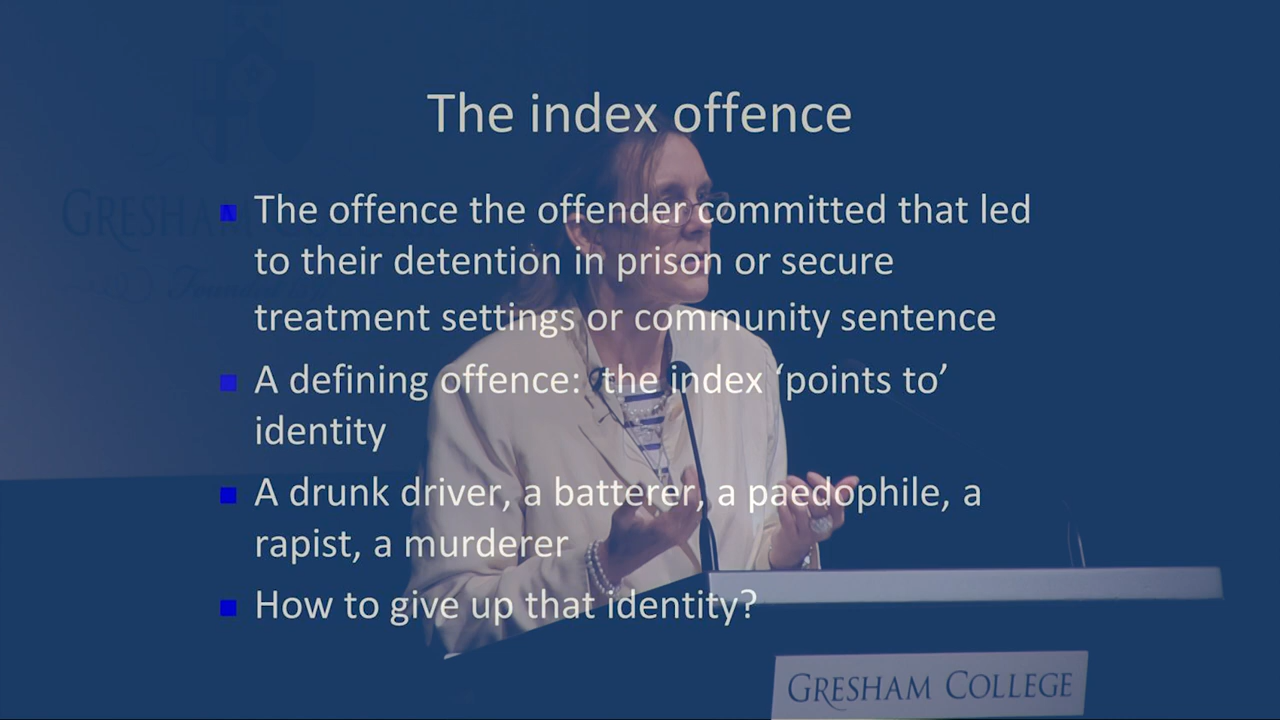 The index offence
The offence the offender committed that led
to their detention in prison or secure
treatment settings or community sentence
A defining offence: the index ‘points to’
identity
A drunk driver, a batterer, a paedophile, a
rapist, a murderer
How to give up that identity?
GRESHAM COLLEGE
GRESHAM COLLEGE